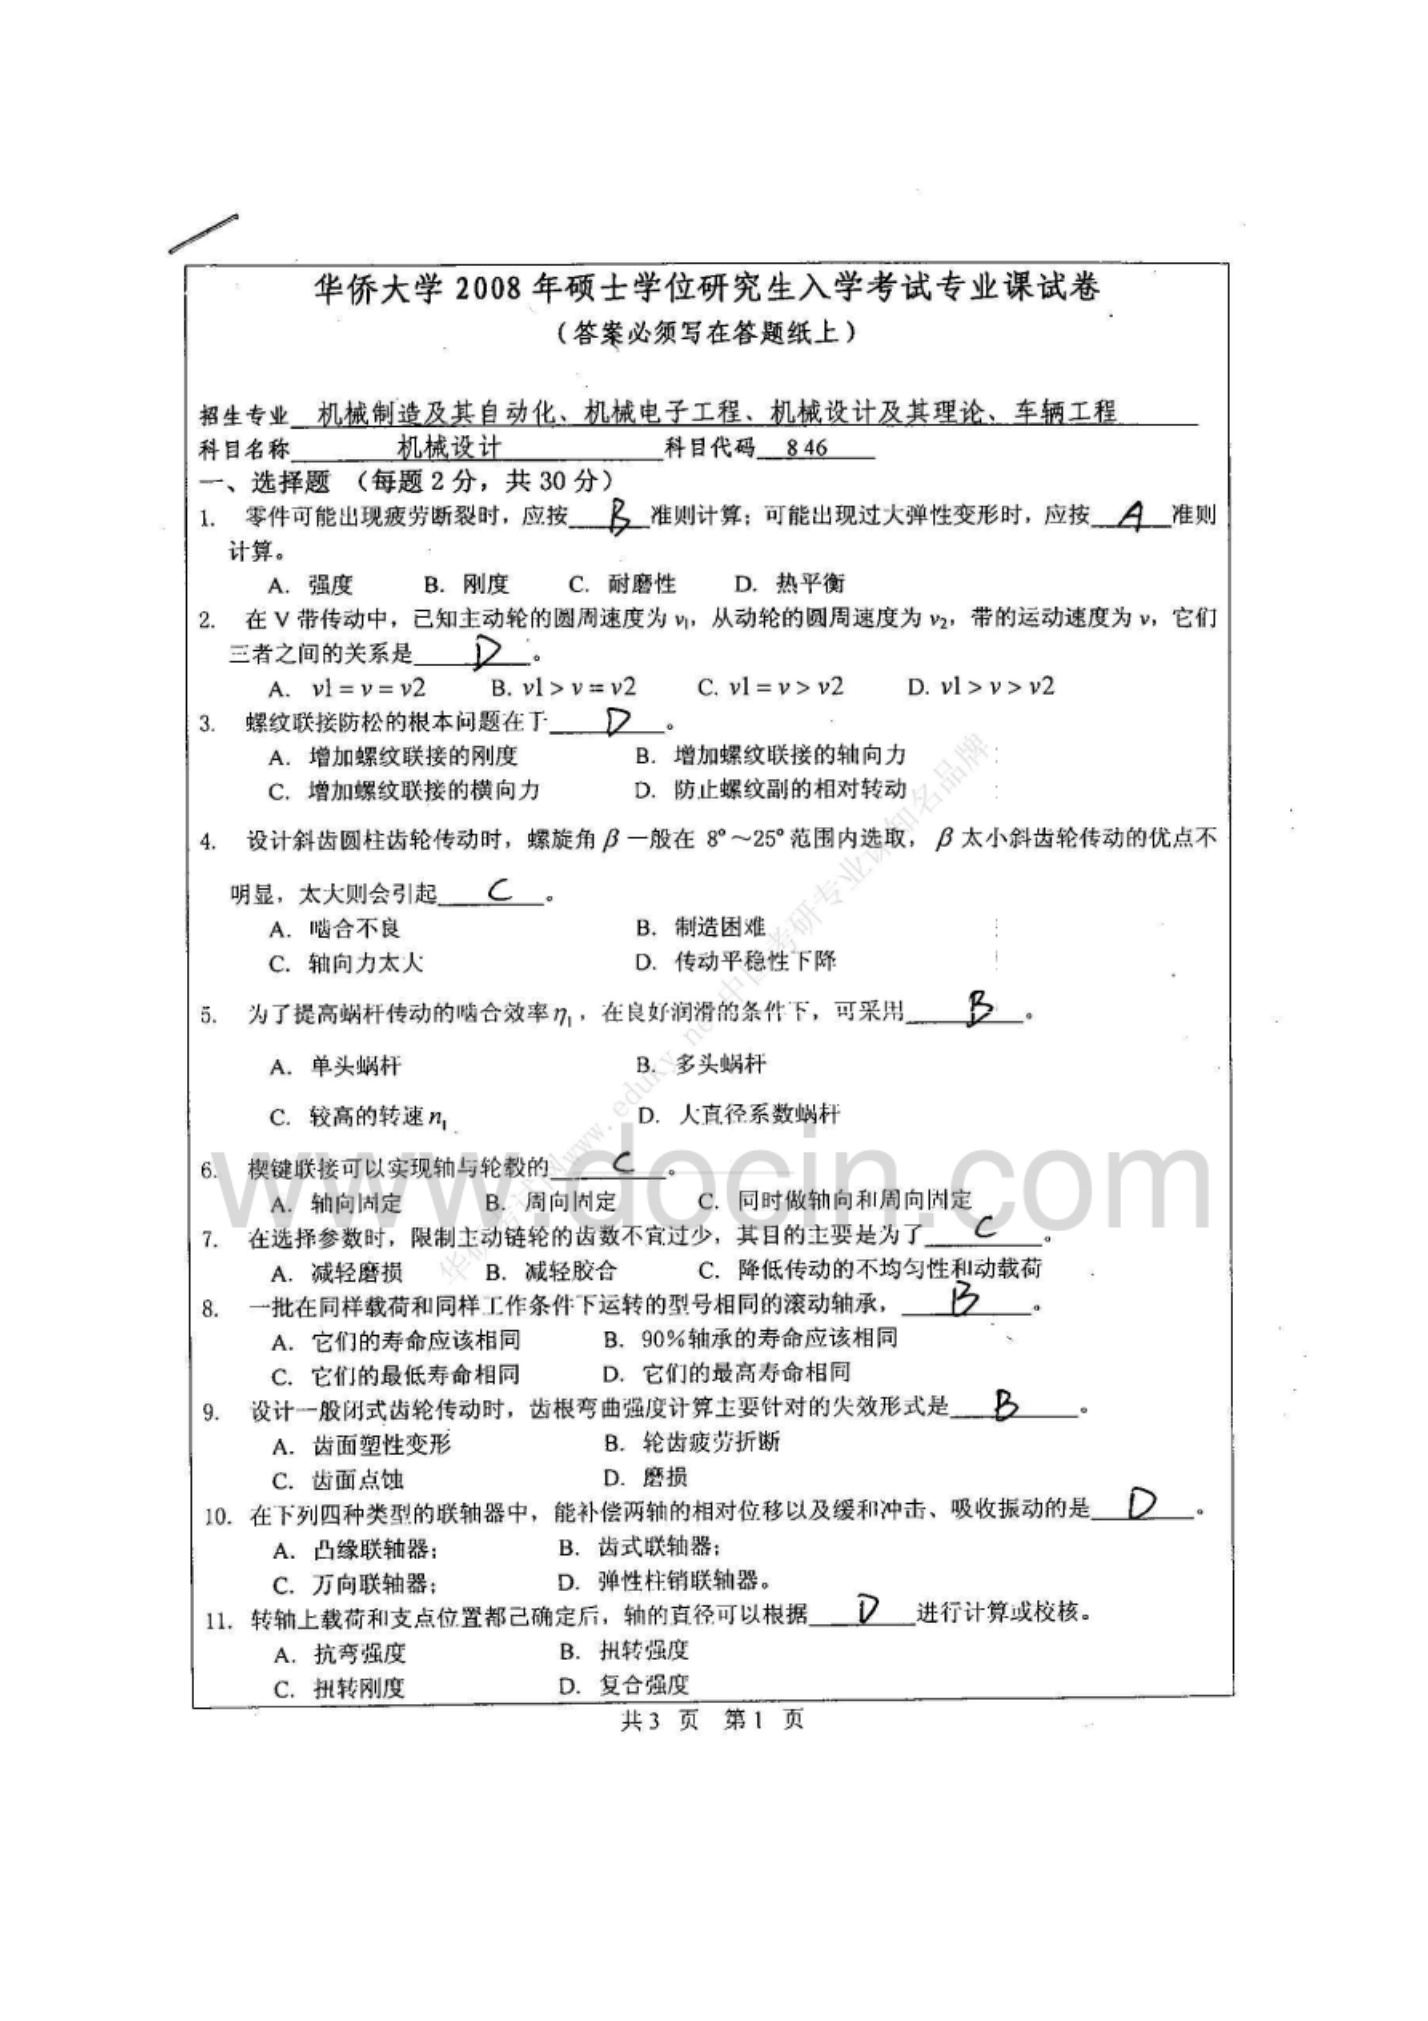 华侨大学 2008 年硕士学位研究生入学考试专业课试卷
（答案必须写在答题纸上）
招生专业 机械制造及其自动化、机械电子工程、机械设计及其理论、车辆工程
科目名称 机械设计 科目代码 846
一、选择题 （每题 2 分，共 30 分）
1. 零件可能出现疲劳断裂时，应按 B 准则计算；可能出现过大弹性变形时，应按 A 准则
计算。
A. 强度 B. 刚度 C. 耐磨性 D. 热平衡
2. 在 V 带传动中，已知主动轮的圆周速度为 v₁，从动轮的圆周速度为 v₂，带的运动速度为 v，它们
三者之间的关系是 D 。
A. v1 = v = v2 B. v1 > v = v2 C. v1 = v > v2 D. v1 > v > v2
3. 螺纹联接防松的根本问题在于 D 。
A. 增加螺纹联接的刚度 B. 增加螺纹联接的轴向力
C. 增加螺纹联接的横向力 D. 防止螺纹副的相对转动
4. 设计斜齿圆柱齿轮传动时，螺旋角 β 一般在 8°～25° 范围内选取， β 太小斜齿轮传动的优点不
明显，太大则会引起 C 。
A. 啮合不良 B. 制造困难
C. 轴向力太大 D. 传动平稳性下降
5. 为了提高蜗杆传动的啮合效率 η₁ ，在良好润滑的条件下，可采用 B 。
A. 单头蜗杆 B. 多头蜗杆
C. 较高的转速 n₁ D. 大直径系数蜗杆
6. 楔键联接可以实现轴与轮毂的 C 。
A. 轴向固定 B. 周向固定 C. 同时做轴向和周向固定
7. 在选择参数时，限制主动链轮的齿数不宜过少，其目的主要是为了 C 。
A. 减轻磨损 B. 减轻胶合 C. 降低传动的不均匀性和动载荷
8. 一批在同样载荷和同样工作条件下运转的型号相同的滚动轴承， B 。
A. 它们的寿命应该相同 B. 90%轴承的寿命应该相同
C. 它们的最低寿命相同 D. 它们的最高寿命相同
9. 设计一般闭式齿轮传动时，齿根弯曲强度计算主要针对的失效形式是 B 。
A. 齿面塑性变形 B. 轮齿疲劳折断
C. 齿面点蚀 D. 磨损
10. 在下列四种类型的联轴器中，能补偿两轴的相对位移以及缓和冲击、吸收振动的是 D 。
A. 凸缘联轴器； B. 齿式联轴器；
C. 万向联轴器； D. 弹性柱销联轴器。
11. 转轴上载荷和支点位置都已确定后，轴的直径可以根据 D 进行计算或校核。
A. 抗弯强度 B. 扭转强度
C. 扭转刚度 D. 复合强度
共 3 页 第 1 页
www.docin.com